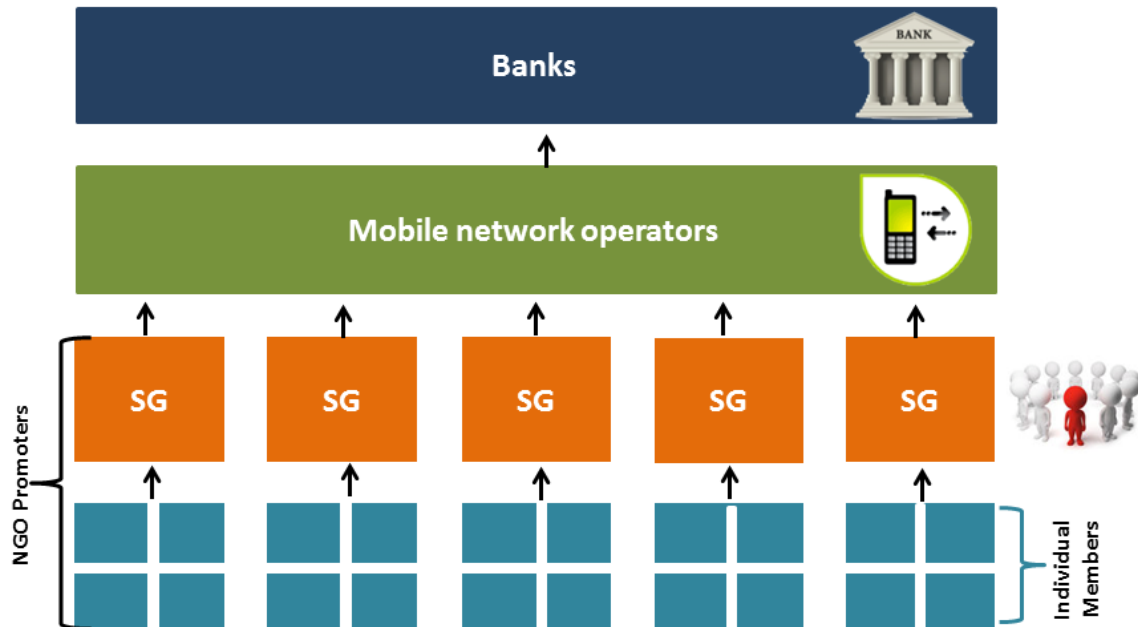 BANK
Banks
Mobile network operators
SG SG SG SG SG
NGO Promoters
Individual
Members